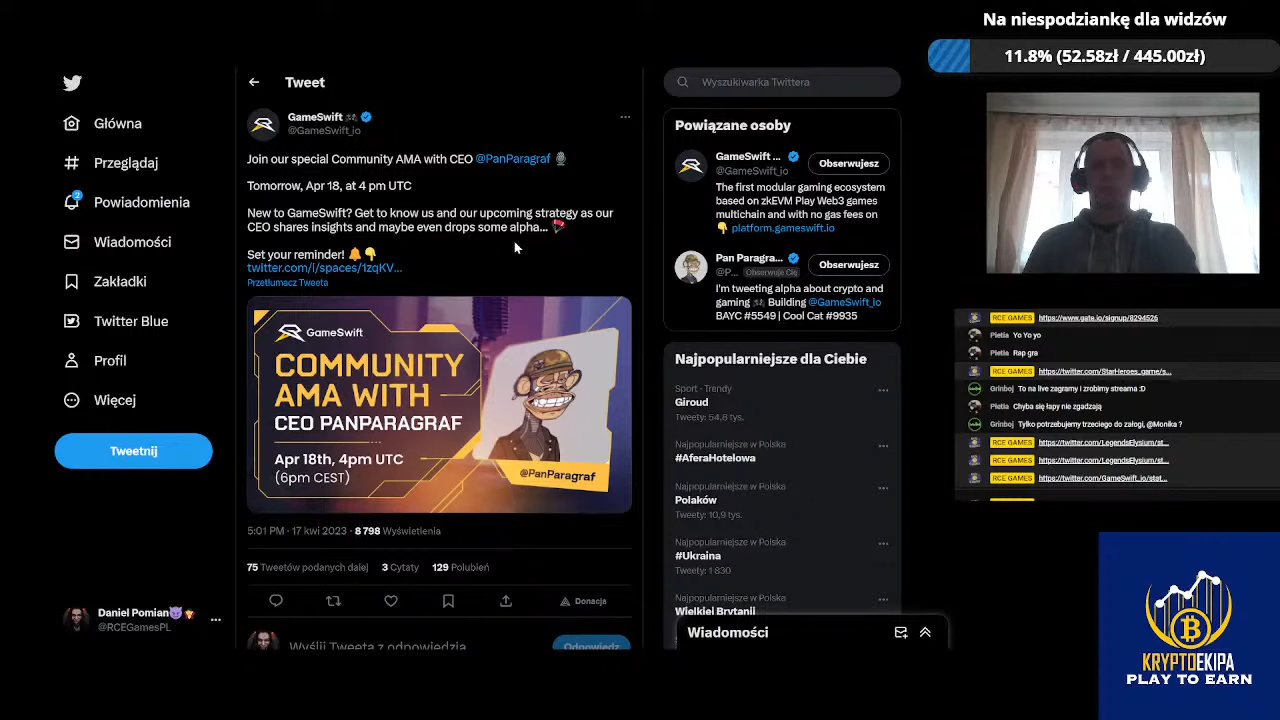 Na niespodziankę dla widzów
11.8% (52.58zł / 445.00zł)
Główna
Przeglądaj
2
Powiadomienia
Wiadomości
Zakładki
Twitter Blue
Profil
Więcej
Tweetnij
Daniel Pomian
@RCEGamesPL
Tweet
GameSwift
@GameSwift_io
Join our special Community AMA with CEO @PanParagraf
Tomorrow, Apr 18, at 4 pm UTC
New to GameSwift? Get to know us and our upcoming strategy as our
CEO shares insights and maybe even drops some alpha...
Set your reminder!
twitter.com/i/spaces/1zqKV...
Przetłumacz Tweeta
GameSwift
COMMUNITY
AMA WITH
CEO PANPARAGRAF
Apr 18th, 4pm UTC
(6pm CEST)
@PanParagraf
5:01 PM · 17 kwi 2023 · 8 798 Wyświetlenia
75 Tweetów podanych dalej 3 Cytaty 129 Polubień
Donacja
Wyślij Tweeta z odpowiedzią
Odpowiedz
Wyszukiwarka Twittera
Powiązane osoby
GameSwift ...
@GameSwift_io
Obserwujesz
The first modular gaming ecosystem
based on zkEVM Play Web3 games
multichain and with no gas fees on
platform.gameswift.io
Pan Paragra...
@P... Obserwuje Cię
Obserwujesz
I'm tweeting alpha about crypto and
gaming Building @GameSwift_io
BAYC #5549 | Cool Cat #9935
Najpopularniejsze dla Ciebie
Sport · Trendy
Giroud
Tweety: 54,8 tys.
Najpopularniejsze w Polska
#AferaHotelowa
Najpopularniejsze w Polska
Polaków
Tweety: 10,9 tys.
Najpopularniejsze w Polska
#Ukraina
Tweety: 1 830
Najpopularniejsze w Polska
Wielkiej Brytanii
Wiadomości
RCE GAMES https://www.gate.io/signup/8294526
Pletia Yo Yo yo
Pletia Rap gra
RCE GAMES https://twitter.com/StarHeroes_game/s...
Grinboj To na live zagramy i zrobimy streama :D
Pletia Chyba się łapy nie zgadzają
Grinboj Tylko potrzebujemy trzeciego do załogi, @Monika ?
RCE GAMES https://twitter.com/LegendsElysium/st...
RCE GAMES https://twitter.com/LegendsElysium/st...
RCE GAMES https://twitter.com/GameSwift_io/stat...
KRYPTOEKIPA
PLAY TO EARN